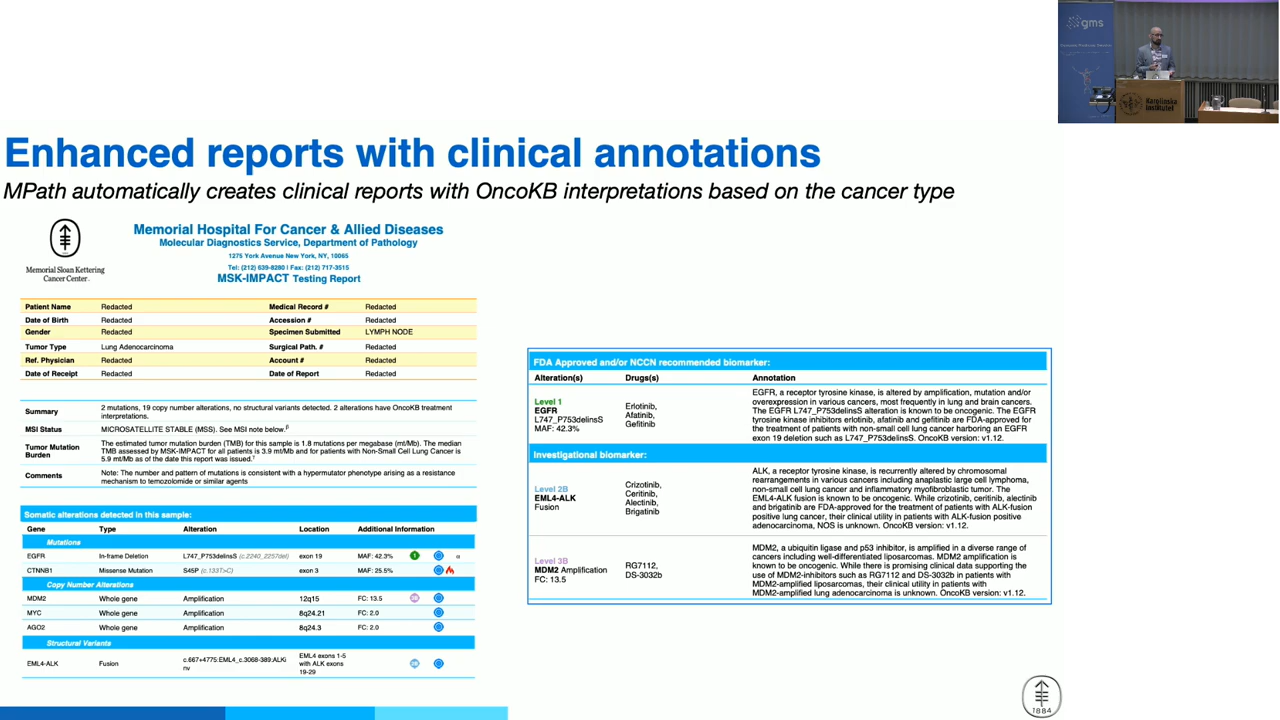 gms
Karolinska
Institutet
Enhanced reports with clinical annotations
MPath automatically creates clinical reports with OncoKB interpretations based on the cancer type
Memorial Sloan Kettering
Cancer Center
Memorial Hospital For Cancer & Allied Diseases
Molecular Diagnostics Service, Department of Pathology
1275 York Avenue New York, NY, 10065
Tel: (212) 639-8280 | Fax: (212) 717-3515
MSK-IMPACT Testing Report
Patient Name Redacted Medical Record # Redacted
Date of Birth Redacted Accession # Redacted
Gender Redacted Specimen Submitted LYMPH NODE
Tumor Type Lung Adenocarcinoma Surgical Path. # Redacted
Ref. Physician Redacted Account # Redacted
Date of Receipt Redacted Date of Report Redacted
Summary 2 mutations, 19 copy number alterations, no structural variants detected. 2 alterations have OncoKB treatment
interpretations.
MSI Status MICROSATELLITE STABLE (MSS). See MSI note below.β
Tumor Mutation
Burden
The estimated tumor mutation burden (TMB) for this sample is 1.8 mutations per megabase (mt/Mb). The median
TMB assessed by MSK-IMPACT for all patients is 3.9 mt/Mb and for patients with Non-Small Cell Lung Cancer is
5.9 mt/Mb as of the date this report was issued.†
Comments Note: The number and pattern of mutations is consistent with a hypermutator phenotype arising as a resistance
mechanism to temozolomide or similar agents
Somatic alterations detected in this sample:
Gene Type Alteration Location Additional Information
Mutations
EGFR In-frame Deletion L747_P753delinsS (c.2240_2257del) exon 19 MAF: 42.3% 1 α
CTNNB1 Missense Mutation S45P (c.133T>C) exon 3 MAF: 25.5%
Copy Number Alterations
MDM2 Whole gene Amplification 12q15 FC: 13.5 3B
MYC Whole gene Amplification 8q24.21 FC: 2.0
AGO2 Whole gene Amplification 8q24.3 FC: 2.0
Structural Variants
EML4-ALK Fusion c.667+4775:EML4_c.3068-389:ALKi
nv
EML4 exons 1-5
with ALK exons
19-29
2B
FDA Approved and/or NCCN recommended biomarker:
Alteration(s) Drugs(s) Annotation
Level 1
EGFR
L747_P753delinsS
MAF: 42.3%
Erlotinib,
Afatinib,
Gefitinib
EGFR, a receptor tyrosine kinase, is altered by amplification, mutation and/or
overexpression in various cancers, most frequently in lung and brain cancers.
The EGFR L747_P753delinsS alteration is known to be oncogenic. The EGFR
tyrosine kinase inhibitors erlotinib, afatinib and gefitinib are FDA-approved for
the treatment of patients with non-small cell lung cancer harboring an EGFR
exon 19 deletion such as L747_P753delinsS. OncoKB version: v1.12.
Investigational biomarker:
Level 2B
EML4-ALK
Fusion
Crizotinib,
Ceritinib,
Alectinib,
Brigatinib
ALK, a receptor tyrosine kinase, is recurrently altered by chromosomal
rearrangements in various cancers including anaplastic large cell lymphoma,
non-small cell lung cancer and inflammatory myofibroblastic tumor. The
EML4-ALK fusion is known to be oncogenic. While crizotinib, ceritinib, alectinib
and brigatinib are FDA-approved for the treatment of patients with ALK-fusion
positive lung cancer, their clinical utility in patients with ALK-fusion positive
adenocarcinoma, NOS is unknown. OncoKB version: v1.12.
Level 3B
MDM2 Amplification
FC: 13.5
RG7112,
DS-3032b
MDM2, a ubiquitin ligase and p53 inhibitor, is amplified in a diverse range of
cancers including well-differentiated liposarcomas. MDM2 amplification is
known to be oncogenic. While there is promising clinical data supporting the
use of MDM2-inhibitors such as RG7112 and DS-3032b in patients with
MDM2-amplified liposarcomas, their clinical utility in patients with
MDM2-amplified lung adenocarcinoma is unknown. OncoKB version: v1.12.
1884